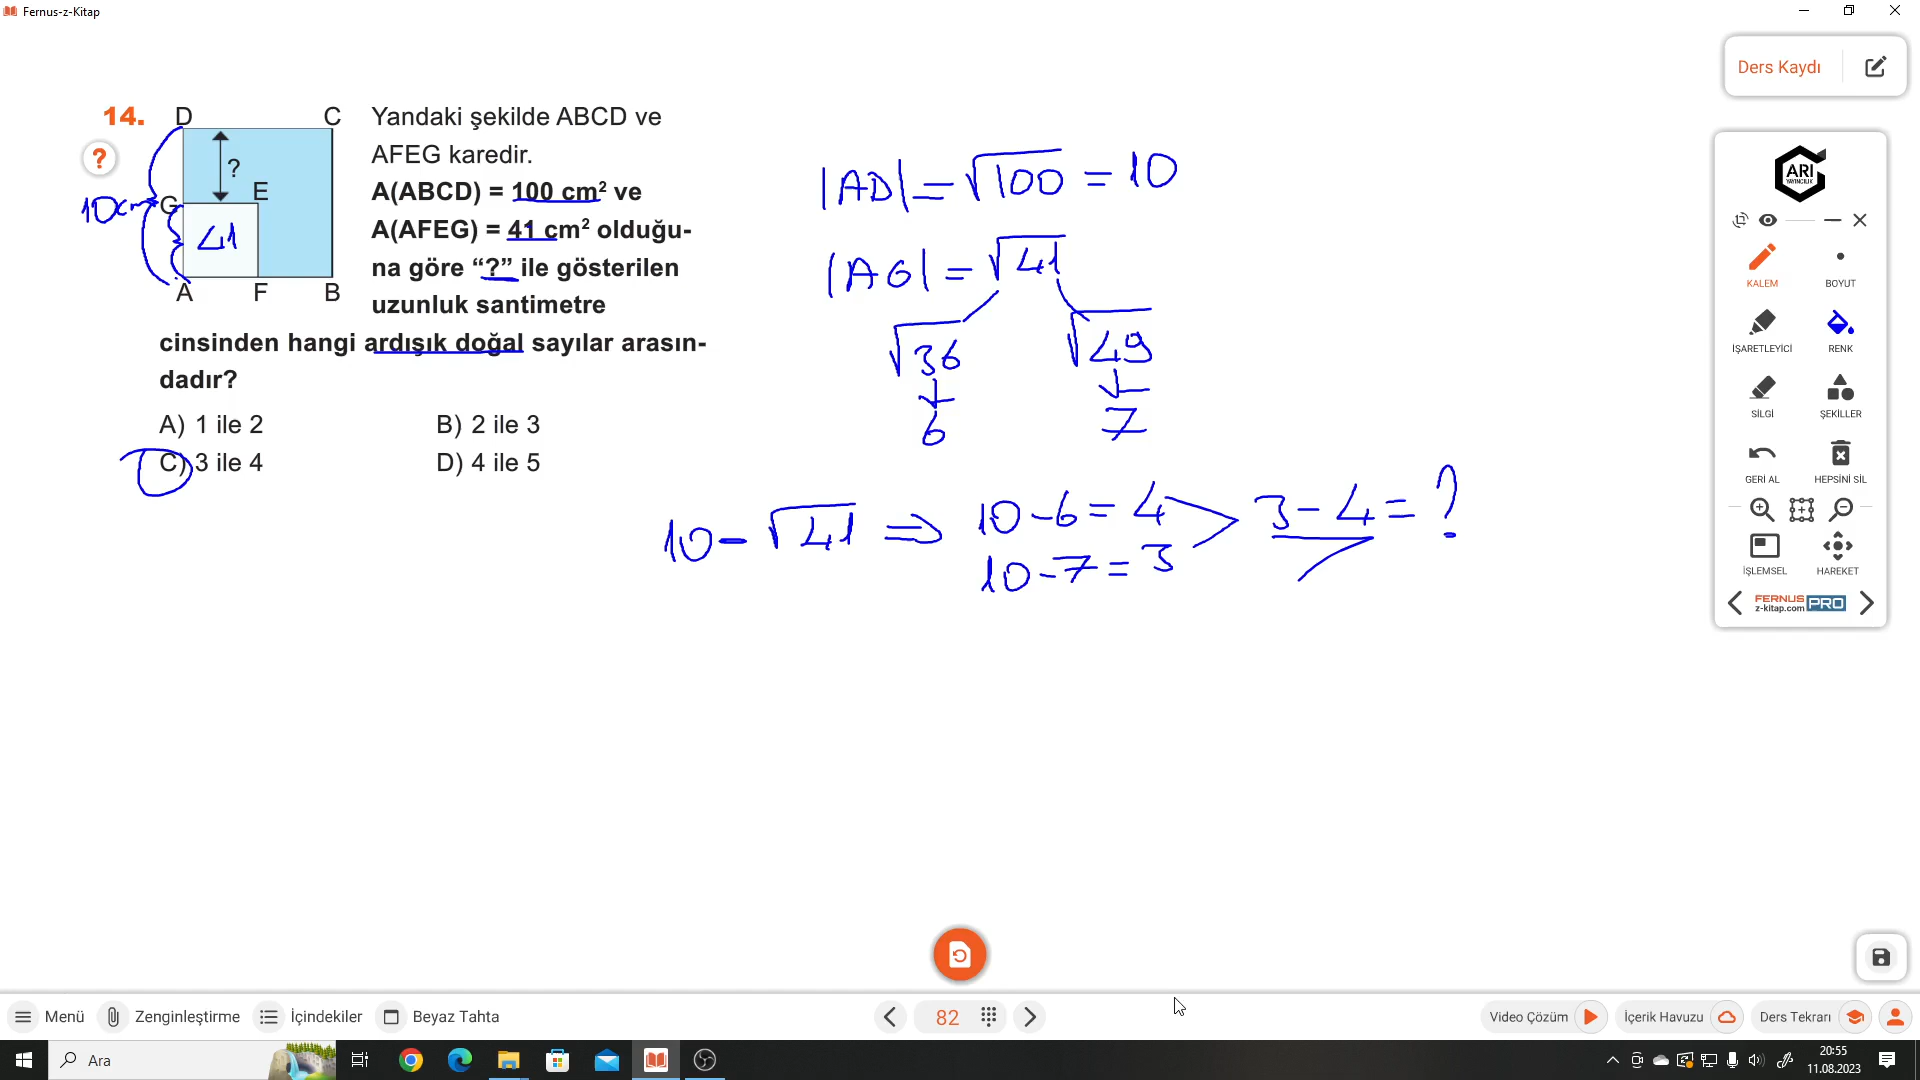 Fernus-z-Kitap
Ders Kaydı
14.
D
C
?
?
G
E
A
F
B
10cm
41
Yandaki şekilde ABCD ve
AFEG karedir.
A(ABCD) = 100 cm² ve
A(AFEG) = 41 cm² olduğu-
na göre “?” ile gösterilen
uzunluk santimetre
cinsinden hangi ardışık doğal sayılar arasın-
dadır?
A) 1 ile 2
B) 2 ile 3
C) 3 ile 4
D) 4 ile 5
|AD| = √100 = 10
|AG| = √41
√36
√49
6
7
10 - √41 ⇒
10 - 6 = 4
10 - 7 = 3
3 - 4 = ?
ARI
YAYINCILIK
KALEM
BOYUT
İŞARETLEYİCİ
RENK
SİLGİ
ŞEKİLLER
GERİ AL
HEPSİNİ SİL
İŞLEMSEL
HAREKET
FERNUS
z-kitap.com
PRO
Menü
Zenginleştirme
İçindekiler
Beyaz Tahta
82
Video Çözüm
İçerik Havuzu
Ders Tekrarı
Ara
20:55
11.08.2023